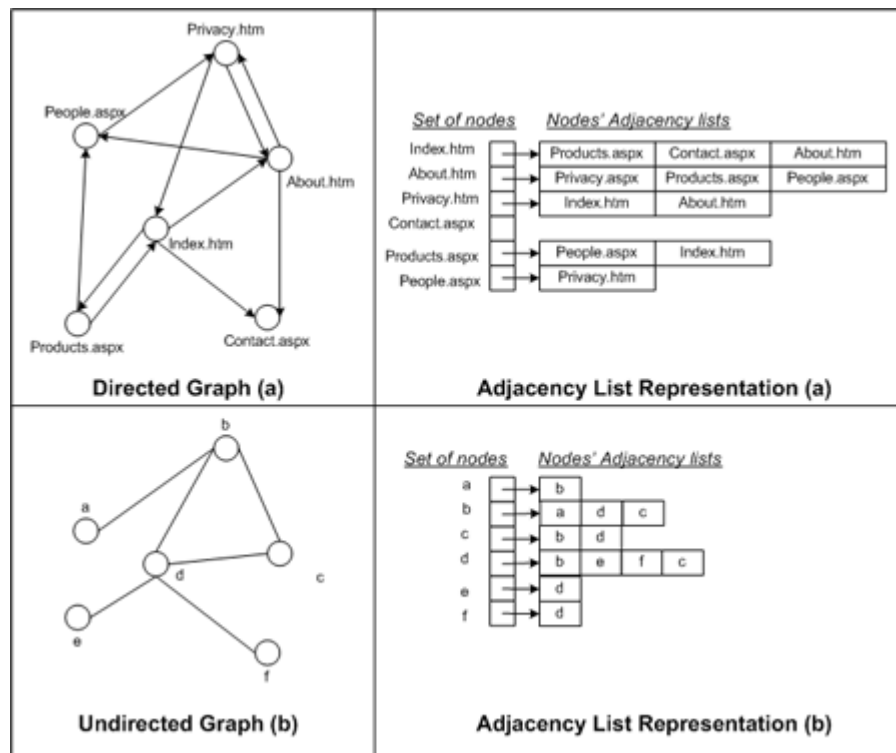 Privacy.htm
People.aspx
About.htm
Index.htm
Products.aspx
Contact.aspx
Directed Graph (a)
Set of nodes Nodes' Adjacency lists
Index.htm Products.aspx Contact.aspx About.htm
About.htm Privacy.aspx Products.aspx People.aspx
Privacy.htm Index.htm About.htm
Contact.aspx
Products.aspx People.aspx Index.htm
People.aspx Privacy.htm
Adjacency List Representation (a)
b
a
d
c
e
f
Undirected Graph (b)
Set of nodes Nodes' Adjacency lists
a b
b a d c
c b d
d b e f c
e d
f d
Adjacency List Representation (b)